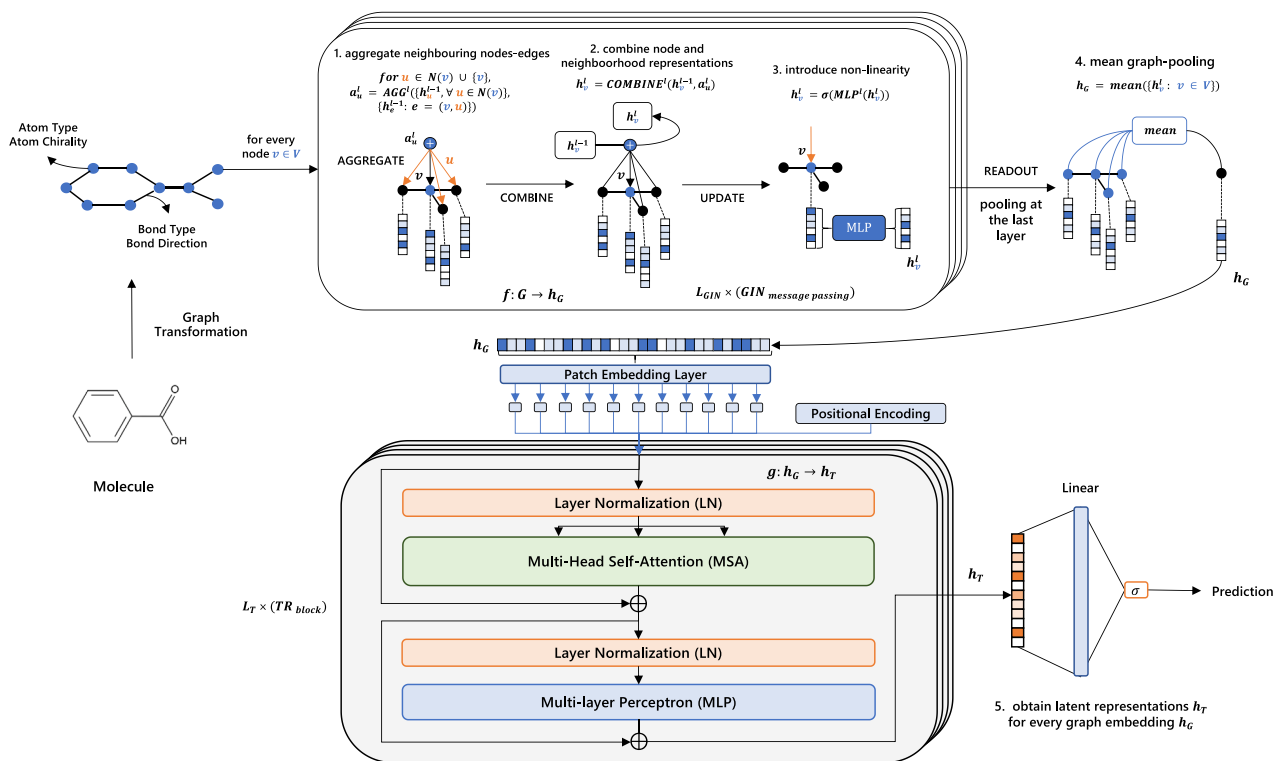 1. aggregate neighbouring nodes-edges
for u ∈ N(v) ∪ {v},
a_u^l = AGG^l({h_u^{l-1}, ∀ u ∈ N(v)},
{h_e^{l-1}: e = (v, u)})
2. combine node and
neighboorhood representations
h_v^l = COMBINE^l(h_v^{l-1}, a_u^l)
3. introduce non-linearity
h_v^l = σ(MLP^l(h_v^l))
4. mean graph-pooling
h_G = mean({h_v^l : v ∈ V})
Atom Type
Atom Chirality
for every
node v ∈ V
Bond Type
Bond Direction
AGGREGATE
a_u^l
u
v
COMBINE
h_v^{l-1}
h_v^l
v
UPDATE
v
MLP
h_v^l
f: G → h_G
L_GIN × (GIN_message passing)
READOUT
pooling at
the last
layer
mean
h_G
Graph
Transformation
O
OH
Molecule
h_G
Patch Embedding Layer
Positional Encoding
g: h_G → h_T
Layer Normalization (LN)
Multi-Head Self-Attention (MSA)
L_T × (TR_block)
Layer Normalization (LN)
Multi-layer Perceptron (MLP)
h_T
Linear
σ
Prediction
5. obtain latent representations h_T
for every graph embedding h_G